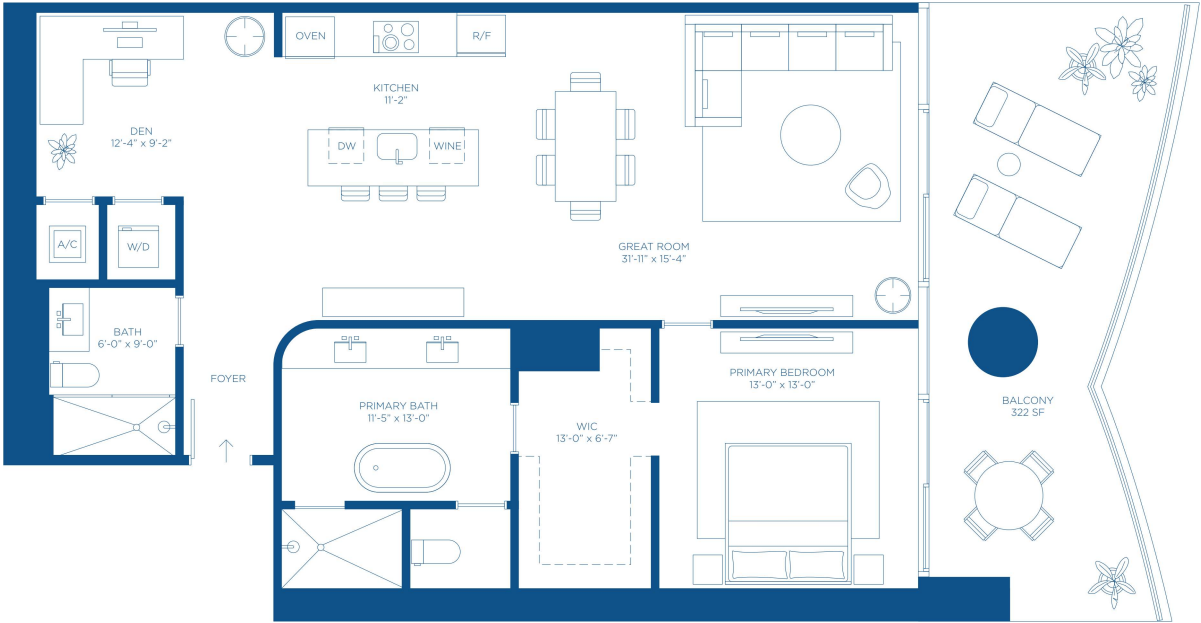 OVEN
R/F
KITCHEN
11'-2"
DEN
12'-4" x 9'-2"
DW
WINE
A/C
W/D
GREAT ROOM
31'-11" x 15'-4"
BATH
6'-0" x 9'-0"
FOYER
PRIMARY BATH
11'-5" x 13'-0"
WIC
13'-0" x 6'-7"
PRIMARY BEDROOM
13'-0" x 13'-0"
BALCONY
322 SF